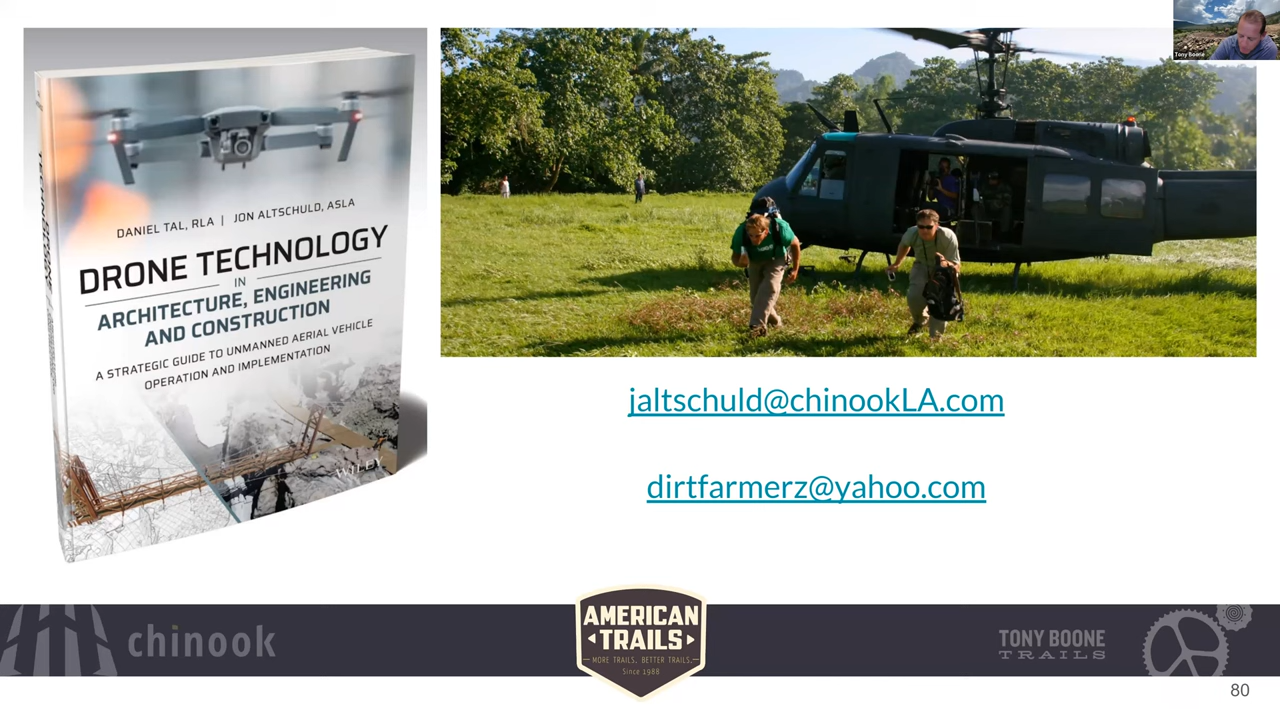 Tony Boone
DANIEL TAL, RLA | JON ALTSCHULD, ASLA
DRONE TECHNOLOGY
IN
ARCHITECTURE, ENGINEERING
AND CONSTRUCTION
A STRATEGIC GUIDE TO UNMANNED AERIAL VEHICLE
OPERATION AND IMPLEMENTATION
WILEY
jaltschuld@chinookLA.com
dirtfarmerz@yahoo.com
chinook
AMERICAN
TRAILS
MORE TRAILS, BETTER TRAILS.
Since 1988
TONY BOONE
TRAILS
80